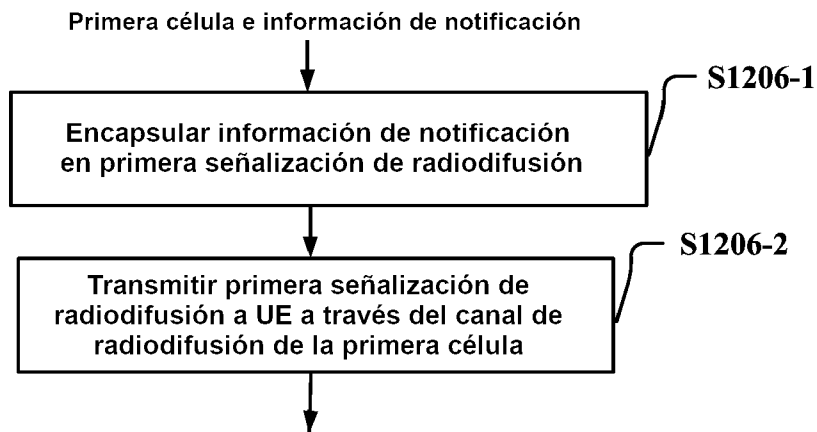 Primera célula e información de notificación
S1206-1
Encapsular información de notificación
en primera señalización de radiodifusión
S1206-2
Transmitir primera señalización de
radiodifusión a UE a través del canal de
radiodifusión de la primera célula